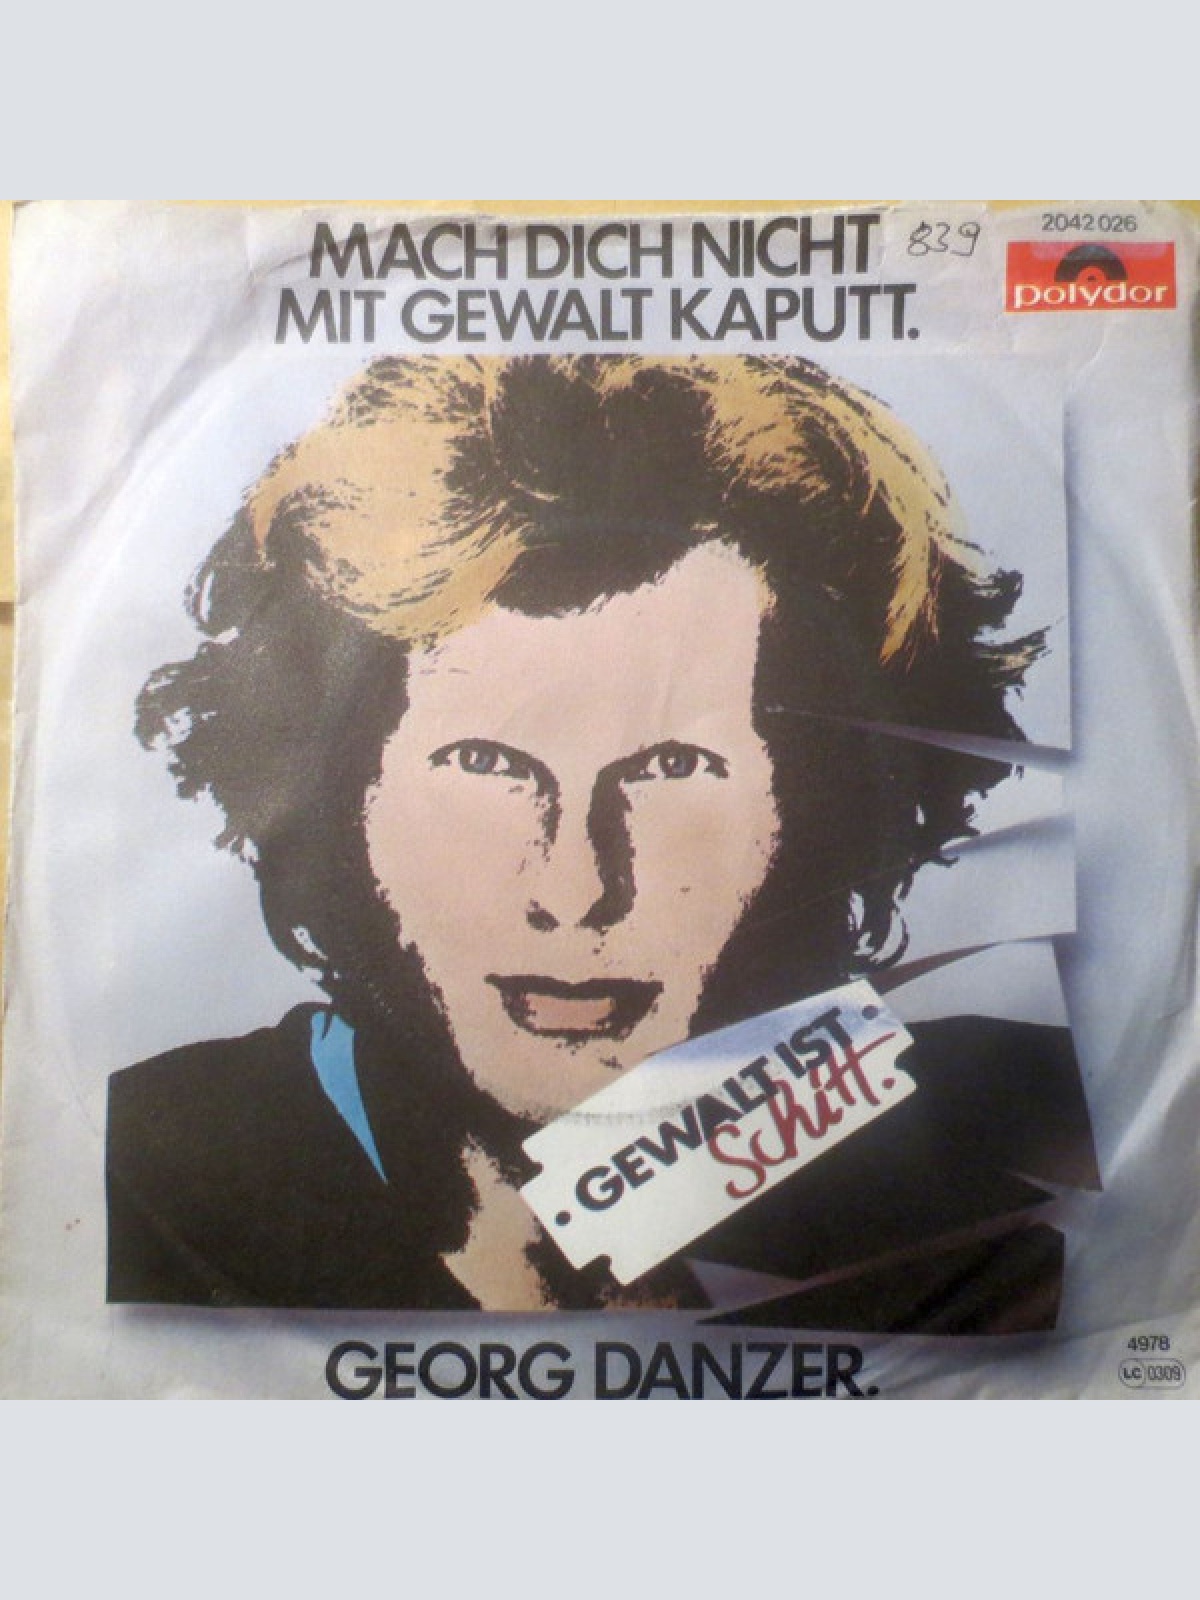 MACH DICH NICHT
MIT GEWALT KAPUTT.
839
2042 026
polydor
GEWALT IST
Schitt.
GEORG DANZER.
4978
LC 0309